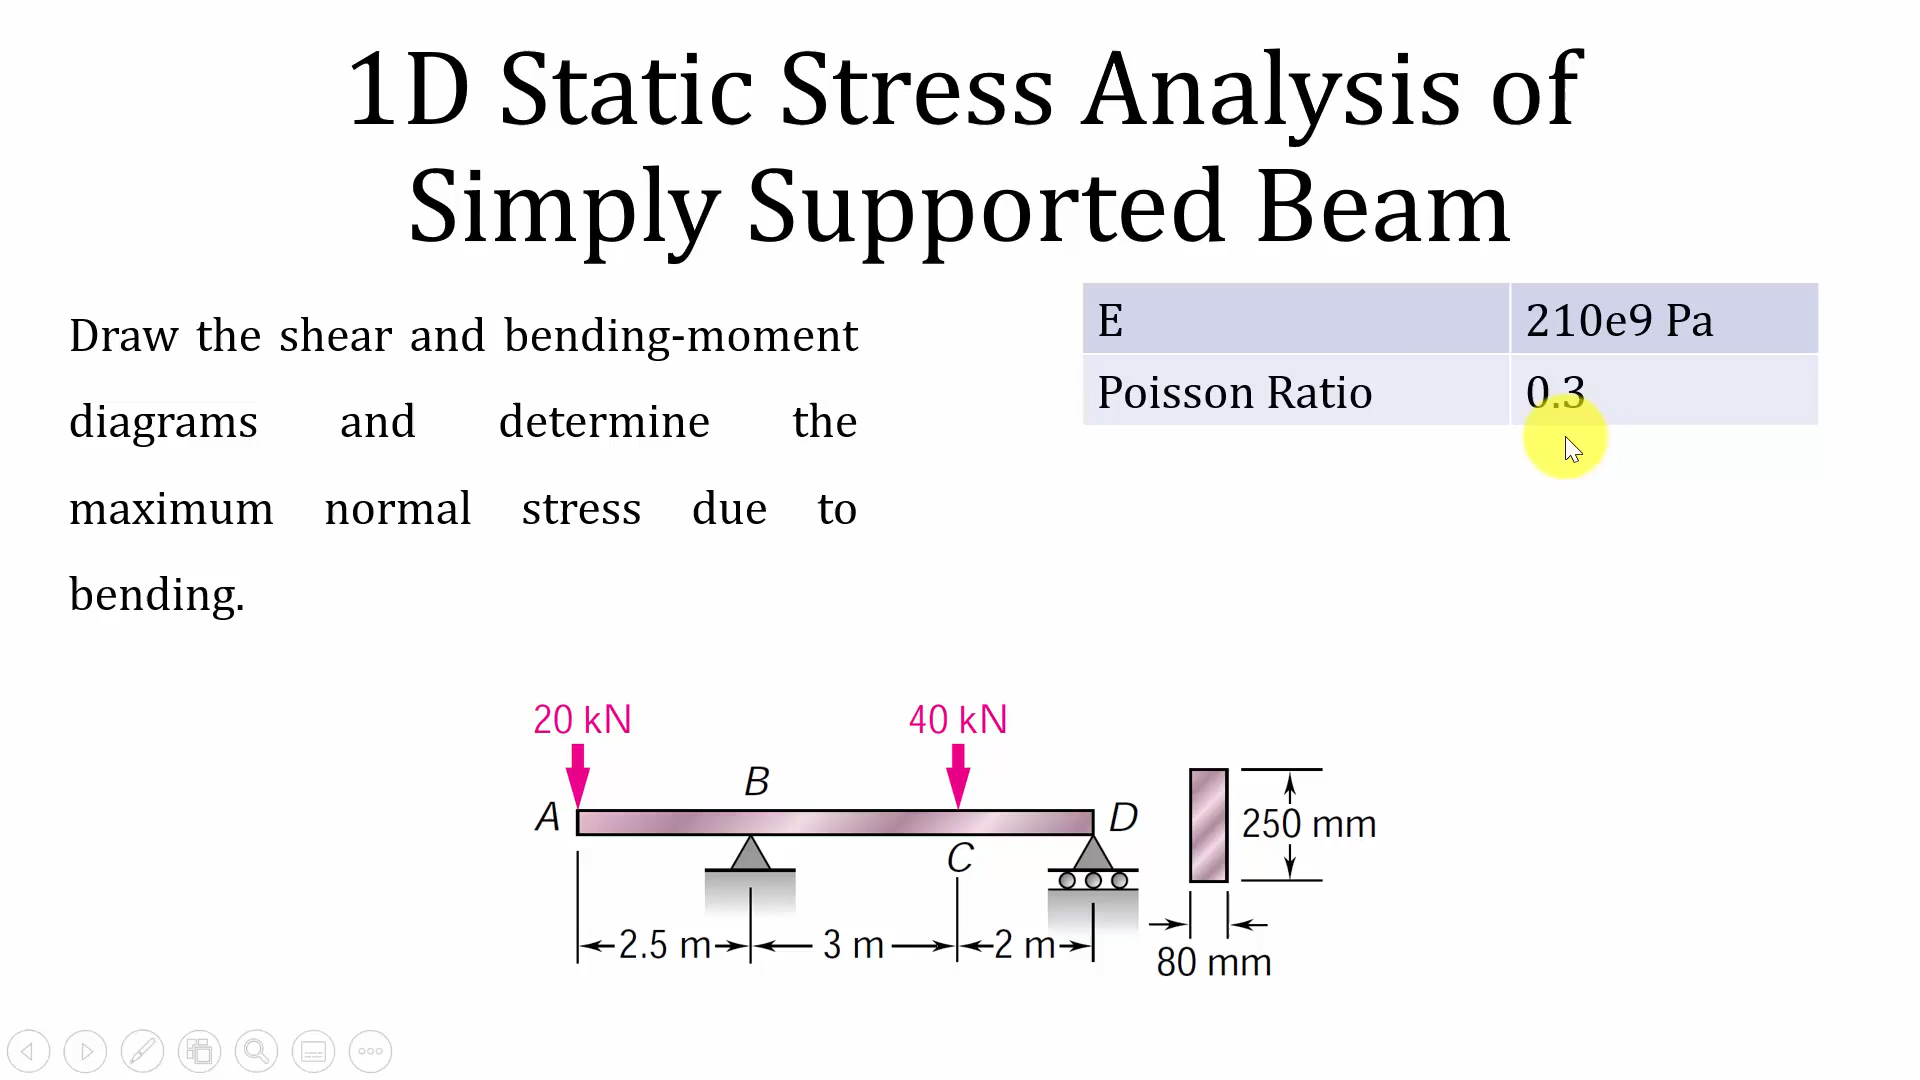 1D Static Stress Analysis of
Simply Supported Beam
Draw the shear and bending-moment
diagrams and determine the
maximum normal stress due to
bending.
E 210e9 Pa
Poisson Ratio 0.3
20 kN 40 kN
B
A D
C
250 mm
2.5 m 3 m 2 m
80 mm